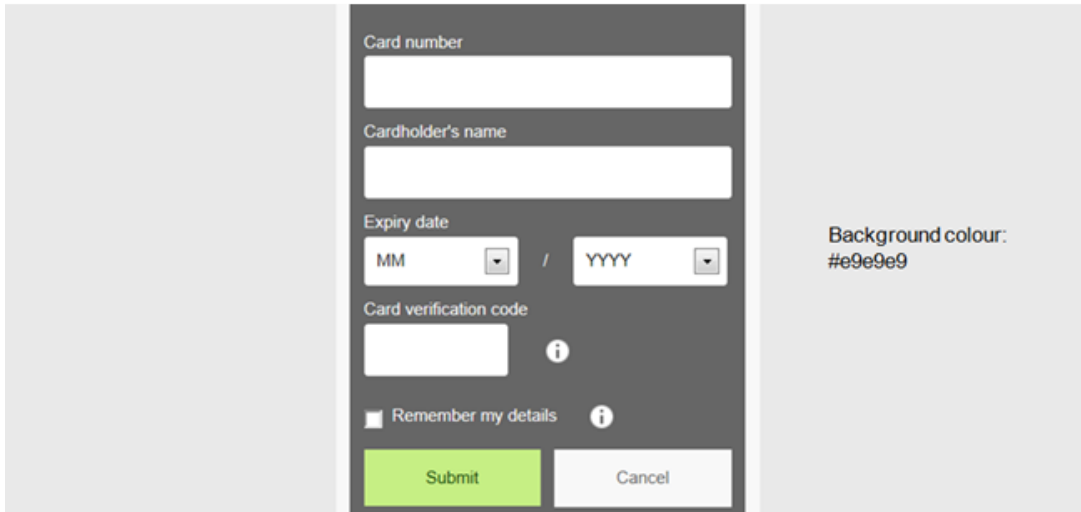 Card number
Cardholder's name
Expiry date
MM / YYYY
Card verification code
Remember my details
Submit Cancel
Background colour:
#e9e9e9